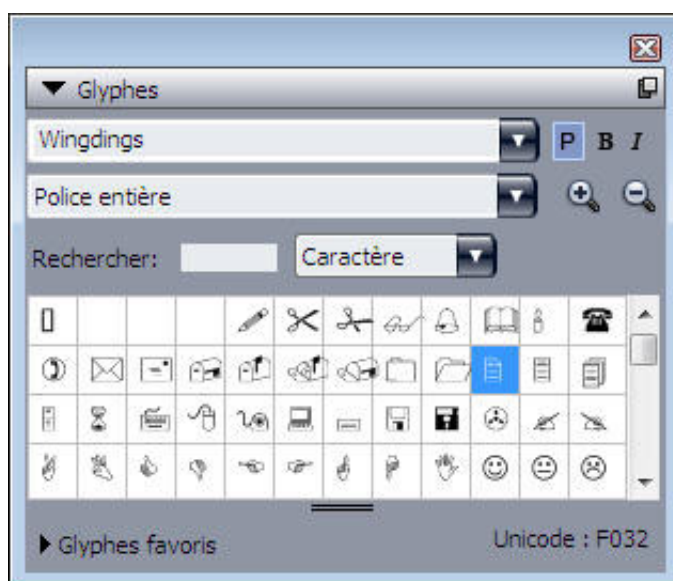 Glyphes
Wingdings
P B I
Police entière
Rechercher: Caractère
Glyphes favoris
Unicode : F032